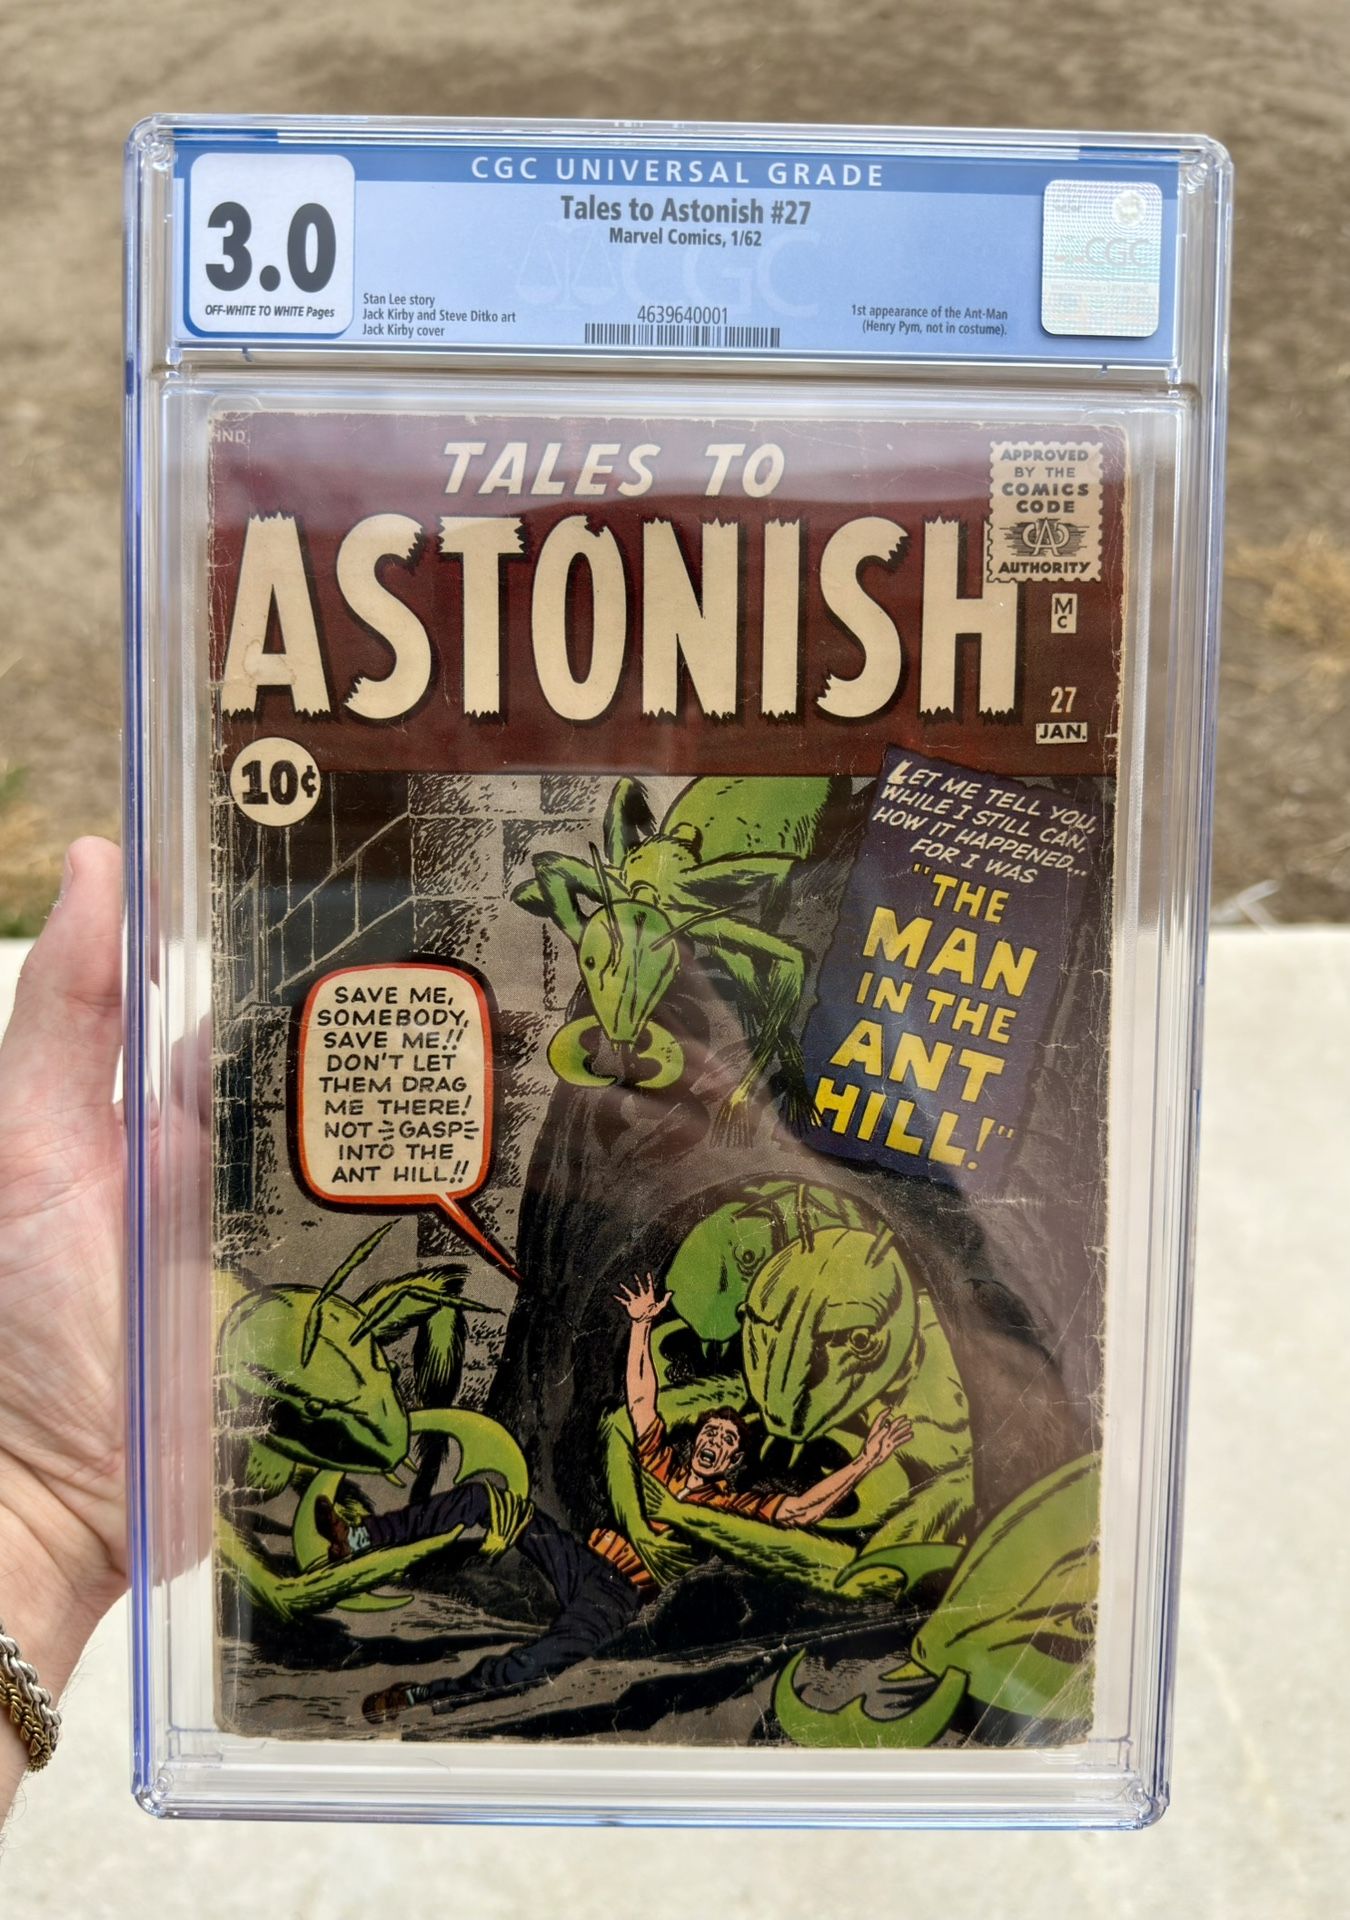 CGC UNIVERSAL GRADE
3.0
OFF-WHITE TO WHITE Pages
Tales to Astonish #27
Marvel Comics, 1/62
Stan Lee story
Jack Kirby and Steve Ditko art
Jack Kirby cover
4639640001
1st appearance of the Ant-Man
(Henry Pym, not in costume).
CGC
CGC
IND.
TALES TO
ASTONISH
APPROVED
BY THE
COMICS
CODE
CA
AUTHORITY
MC
27
JAN.
10¢
LET ME TELL YOU,
WHILE I STILL CAN,
HOW IT HAPPENED...
FOR I WAS
"THE
MAN
IN THE
ANT
HILL!"
SAVE ME,
SOMEBODY,
SAVE ME!!
DON'T LET
THEM DRAG
ME THERE!
NOT GASP
INTO THE
ANT HILL!!